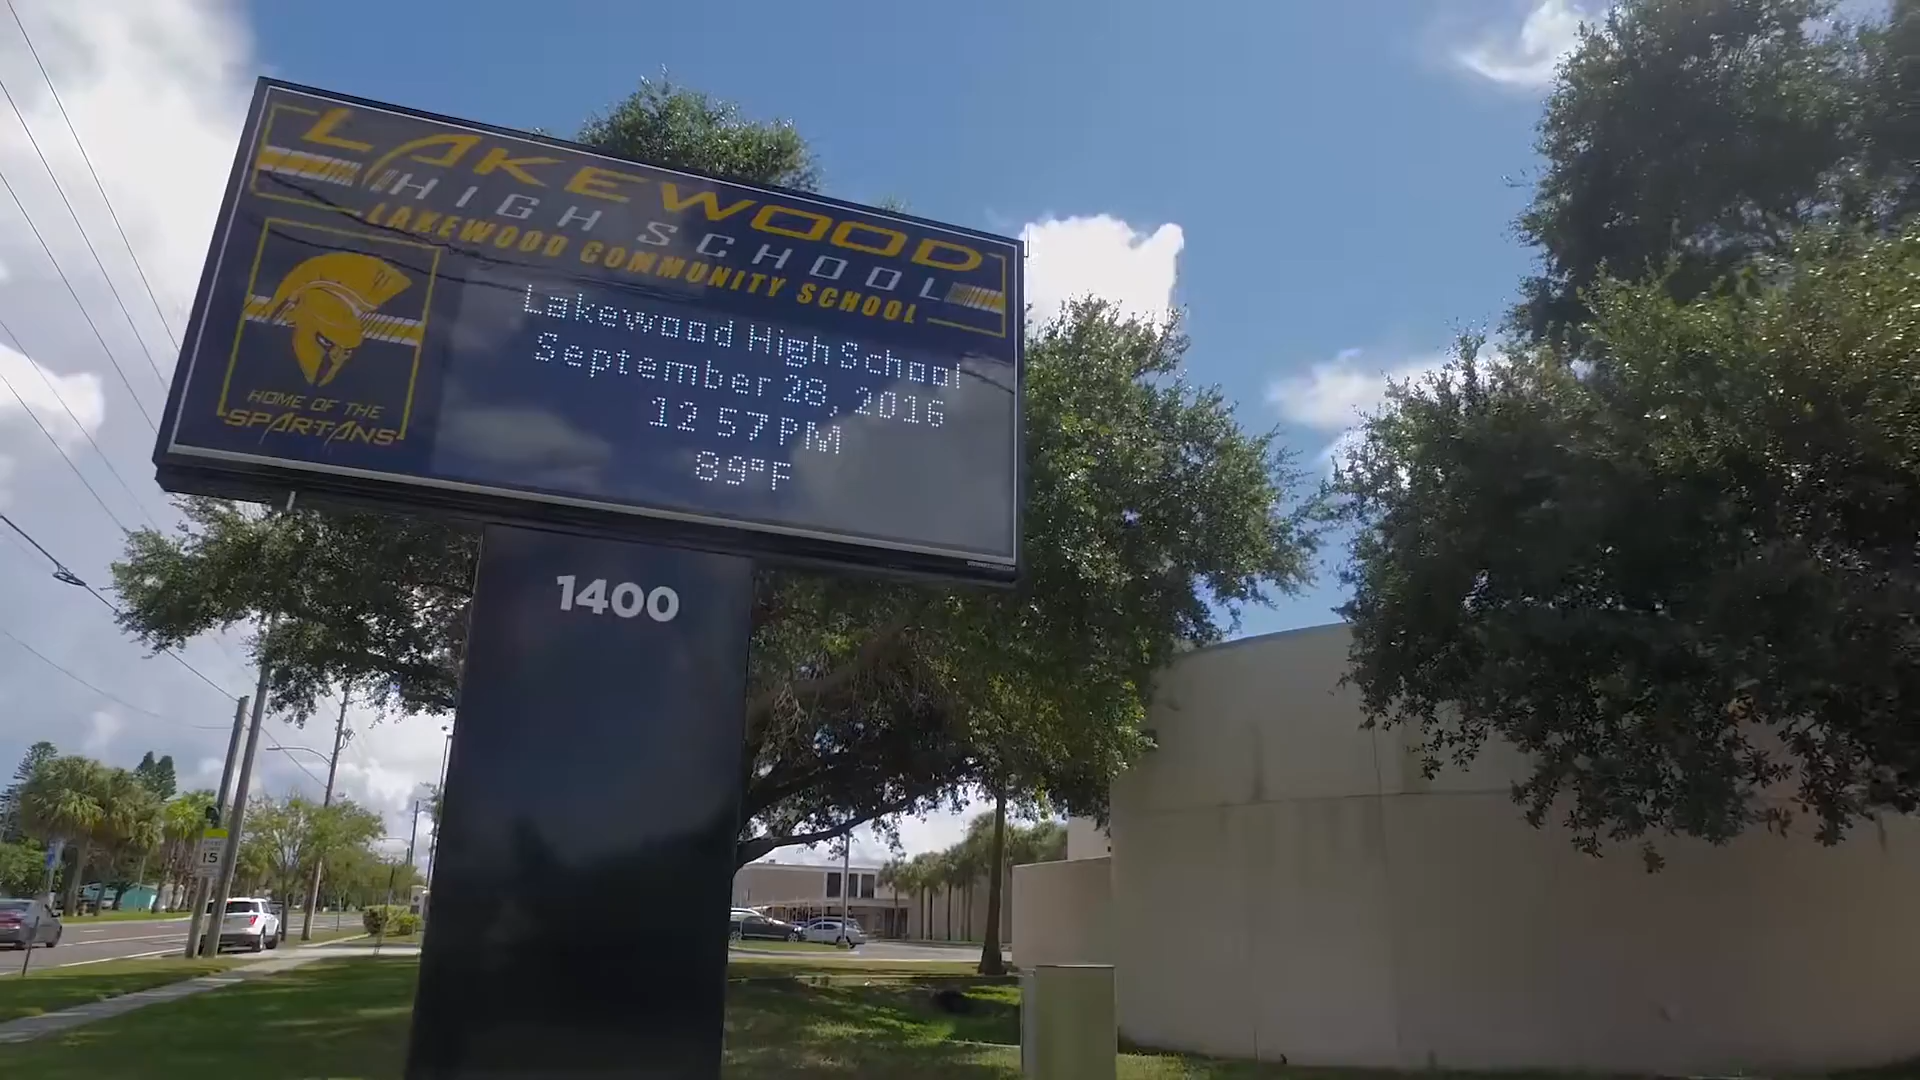 LAKEWOOD
HIGH SCHOOL
LAKEWOOD COMMUNITY SCHOOL
HOME OF THE
SPARTANS
Lakewood High School
September 28, 2016
12 57 PM
89°F
1400
15